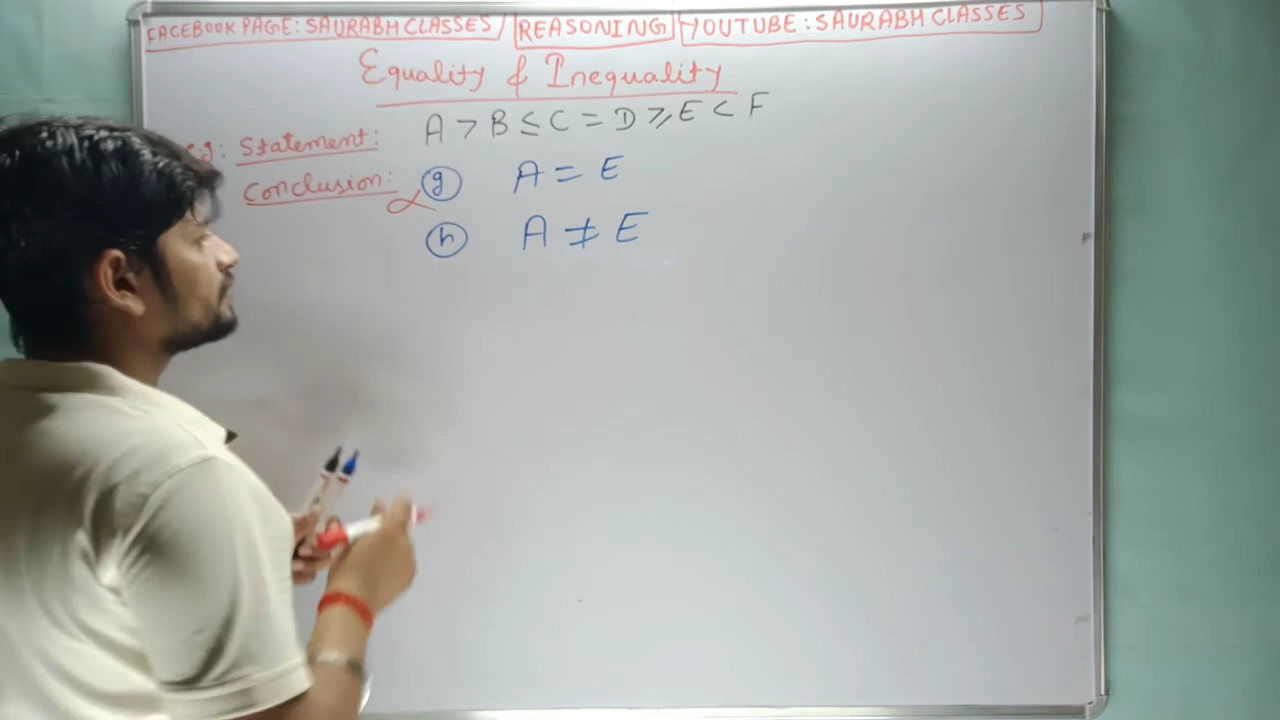 FACEBOOK PAGE: SAURABH CLASSES REASONING YOUTUBE: SAURABH CLASSES
Equality & Inequality
e.g: Statement: A > B ≤ C = D ≥ E < F
Conclusion: (g) A = E
(h) A ≠ E